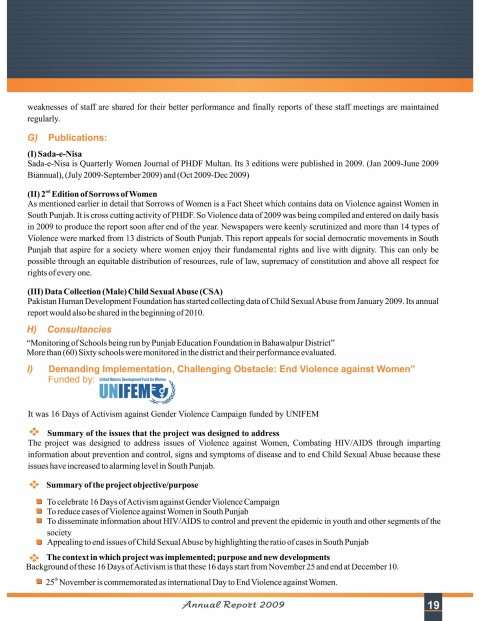 weaknesses of staff are shared for their better performance and finally reports of these staff meetings are maintained
regularly.
G) Publications:
(I) Sada-e-Nisa
Sada-e-Nisa is Quarterly Women Journal of PHDF Multan. Its 3 editions were published in 2009. (Jan 2009-June 2009
Biannual), (July 2009-September 2009) and (Oct 2009-Dec 2009)
(II) 2nd Edition of Sorrows of Women
As mentioned earlier in detail that Sorrows of Women is a Fact Sheet which contains data on Violence against Women in
South Punjab. It is cross cutting activity of PHDF. So Violence data of 2009 was being compiled and entered on daily basis
in 2009 to produce the report soon after end of the year. Newspapers were keenly scrutinized and more than 14 types of
Violence were marked from 13 districts of South Punjab. This report appeals for social democratic movements in South
Punjab that aspire for a society where women enjoy their fundamental rights and live with dignity. This can only be
possible through an equitable distribution of resources, rule of law, supremacy of constitution and above all respect for
rights of every one.
(III) Data Collection (Male) Child Sexual Abuse (CSA)
Pakistan Human Development Foundation has started collecting data of Child Sexual Abuse from January 2009. Its annual
report would also be shared in the beginning of 2010.
H) Consultancies
“Monitoring of Schools being run by Punjab Education Foundation in Bahawalpur District”
More than (60) Sixty schools were monitored in the district and their performance evaluated.
I) Demanding Implementation, Challenging Obstacle: End Violence against Women”
Funded by: United Nations Development Fund for Women
UNIFEM
It was 16 Days of Activism against Gender Violence Campaign funded by UNIFEM
❖ Summary of the issues that the project was designed to address
The project was designed to address issues of Violence against Women, Combating HIV/AIDS through imparting
information about prevention and control, signs and symptoms of disease and to end Child Sexual Abuse because these
issues have increased to alarming level in South Punjab.
❖ Summary of the project objective/purpose
To celebrate 16 Days of Activism against Gender Violence Campaign
To reduce cases of Violence against Women in South Punjab
To disseminate information about HIV/AIDS to control and prevent the epidemic in youth and other segments of the
society
Appealing to end issues of Child Sexual Abuse by highlighting the ratio of cases in South Punjab
❖ The context in which project was implemented; purpose and new developments
Background of these 16 Days of Activism is that these 16 days start from November 25 and end at December 10.
25th November is commemorated as international Day to End Violence against Women.
Annual Report 2009
19